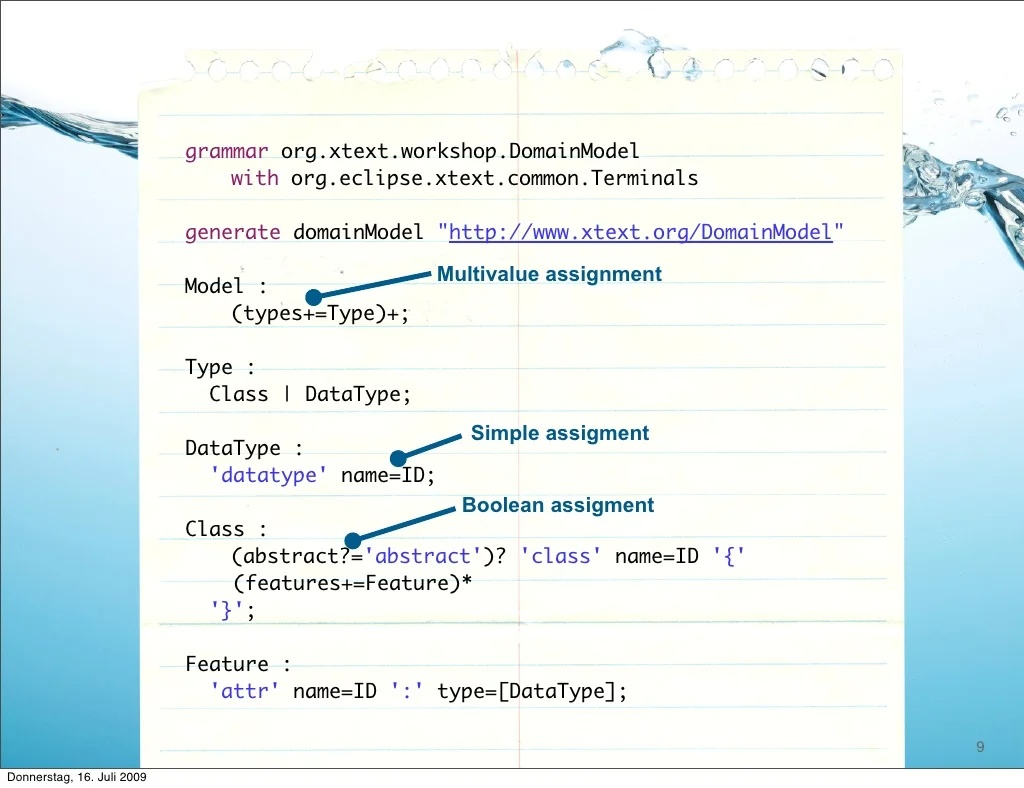 grammar org.xtext.workshop.DomainModel
with org.eclipse.xtext.common.Terminals
generate domainModel "http://www.xtext.org/DomainModel"
Multivalue assignment
Model :
(types+=Type)+;
Type :
Class | DataType;
Simple assigment
DataType :
'datatype' name=ID;
Boolean assigment
Class :
(abstract?='abstract')? 'class' name=ID '{'
(features+=Feature)*
'}';
Feature :
'attr' name=ID ':' type=[DataType];
9
Donnerstag, 16. Juli 2009